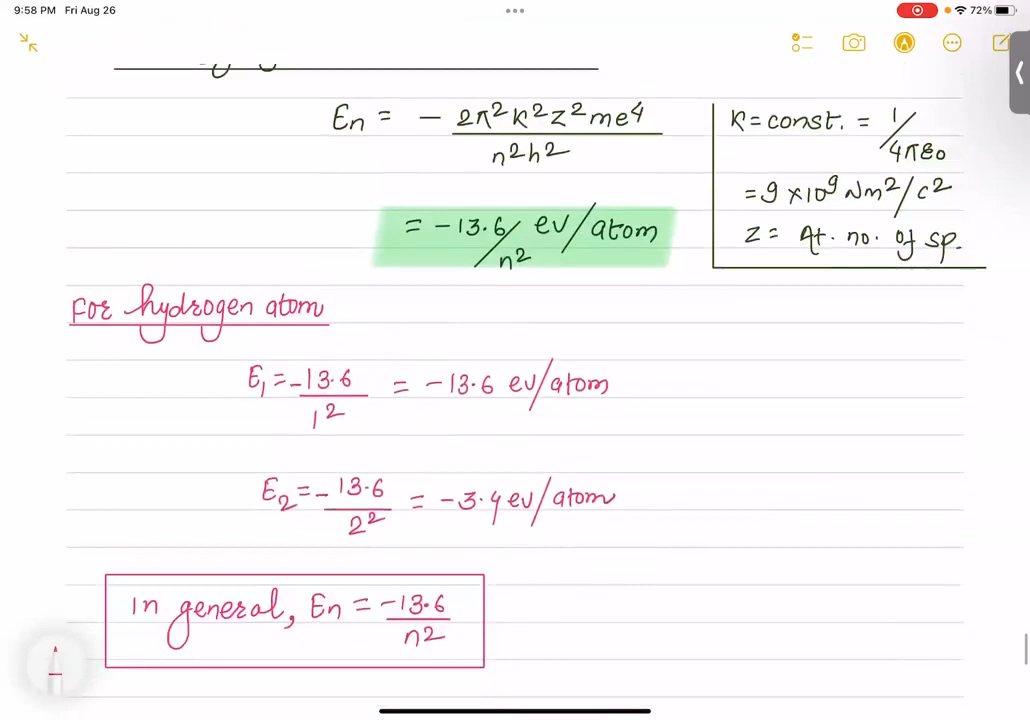 9:58 PM Fri Aug 26
72%
En = - 2π²K²Z²me⁴ / n²h²
= -13.6/n² ev/atom
K = const. = 1/4πε0
= 9×10⁹ Nm²/c²
Z = At. no. of sp.
For hydrogen atom
E₁ = -13.6 / 1² = -13.6 ev/atom
E₂ = -13.6 / 2² = -3.4 ev/atom
In general, En = -13.6 / n²